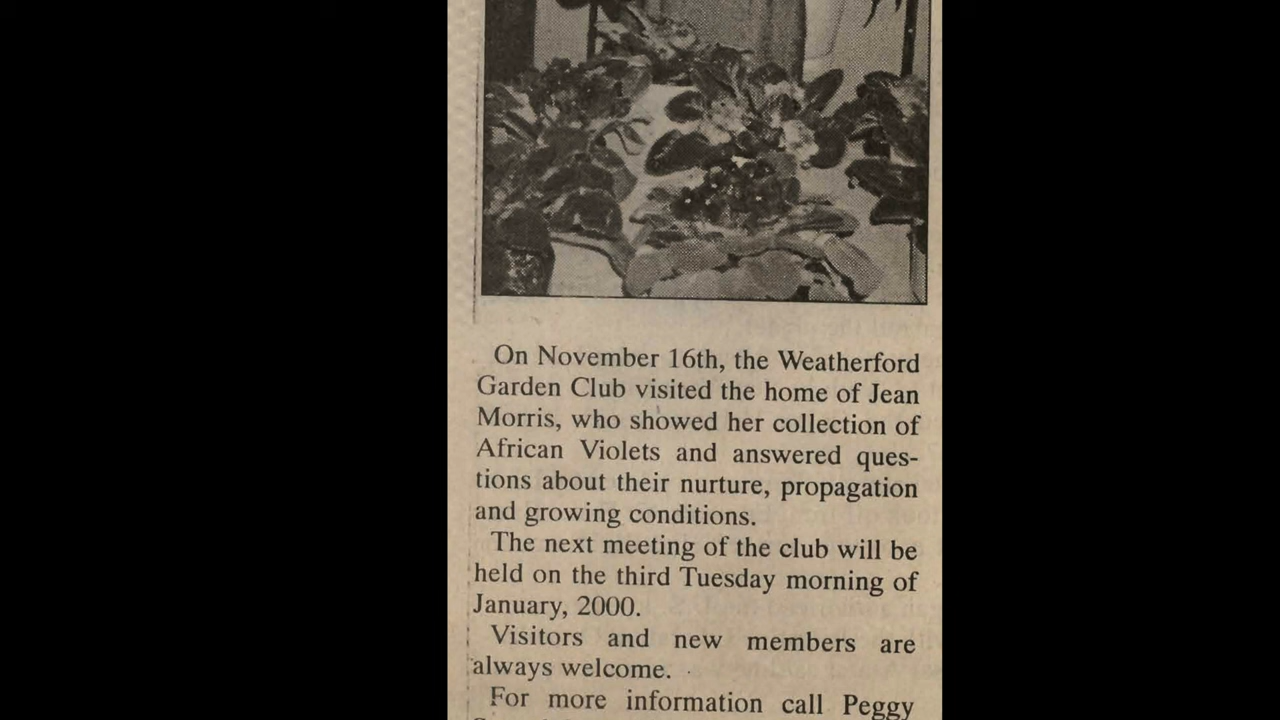 On November 16th, the Weatherford
Garden Club visited the home of Jean
Morris, who showed her collection of
African Violets and answered ques-
tions about their nurture, propagation
and growing conditions.
The next meeting of the club will be
held on the third Tuesday morning of
January, 2000.
Visitors and new members are
always welcome.
For more information call Peggy